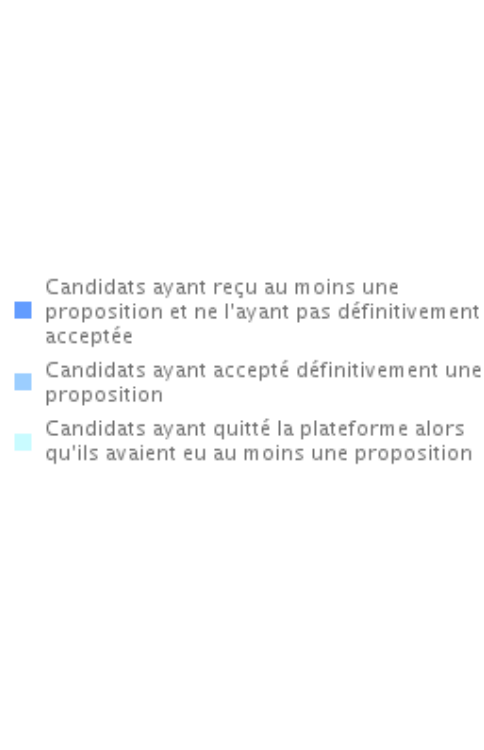 Candidats ayant reçu au moins une
proposition et ne l'ayant pas définitivement
acceptée
Candidats ayant accepté définitivement une
proposition
Candidats ayant quitté la plateforme alors
qu'ils avaient eu au moins une proposition